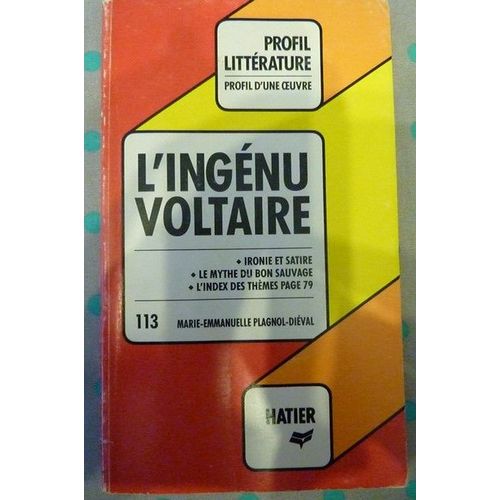 PROFIL
LITTÉRATURE
PROFIL D'UNE ŒUVRE
L'INGÉNU
VOLTAIRE
◆ IRONIE ET SATIRE
◆ LE MYTHE DU BON SAUVAGE
◆ L'INDEX DES THÈMES PAGE 79
113 MARIE-EMMANUELLE PLAGNOL-DIÉVAL
HATIER